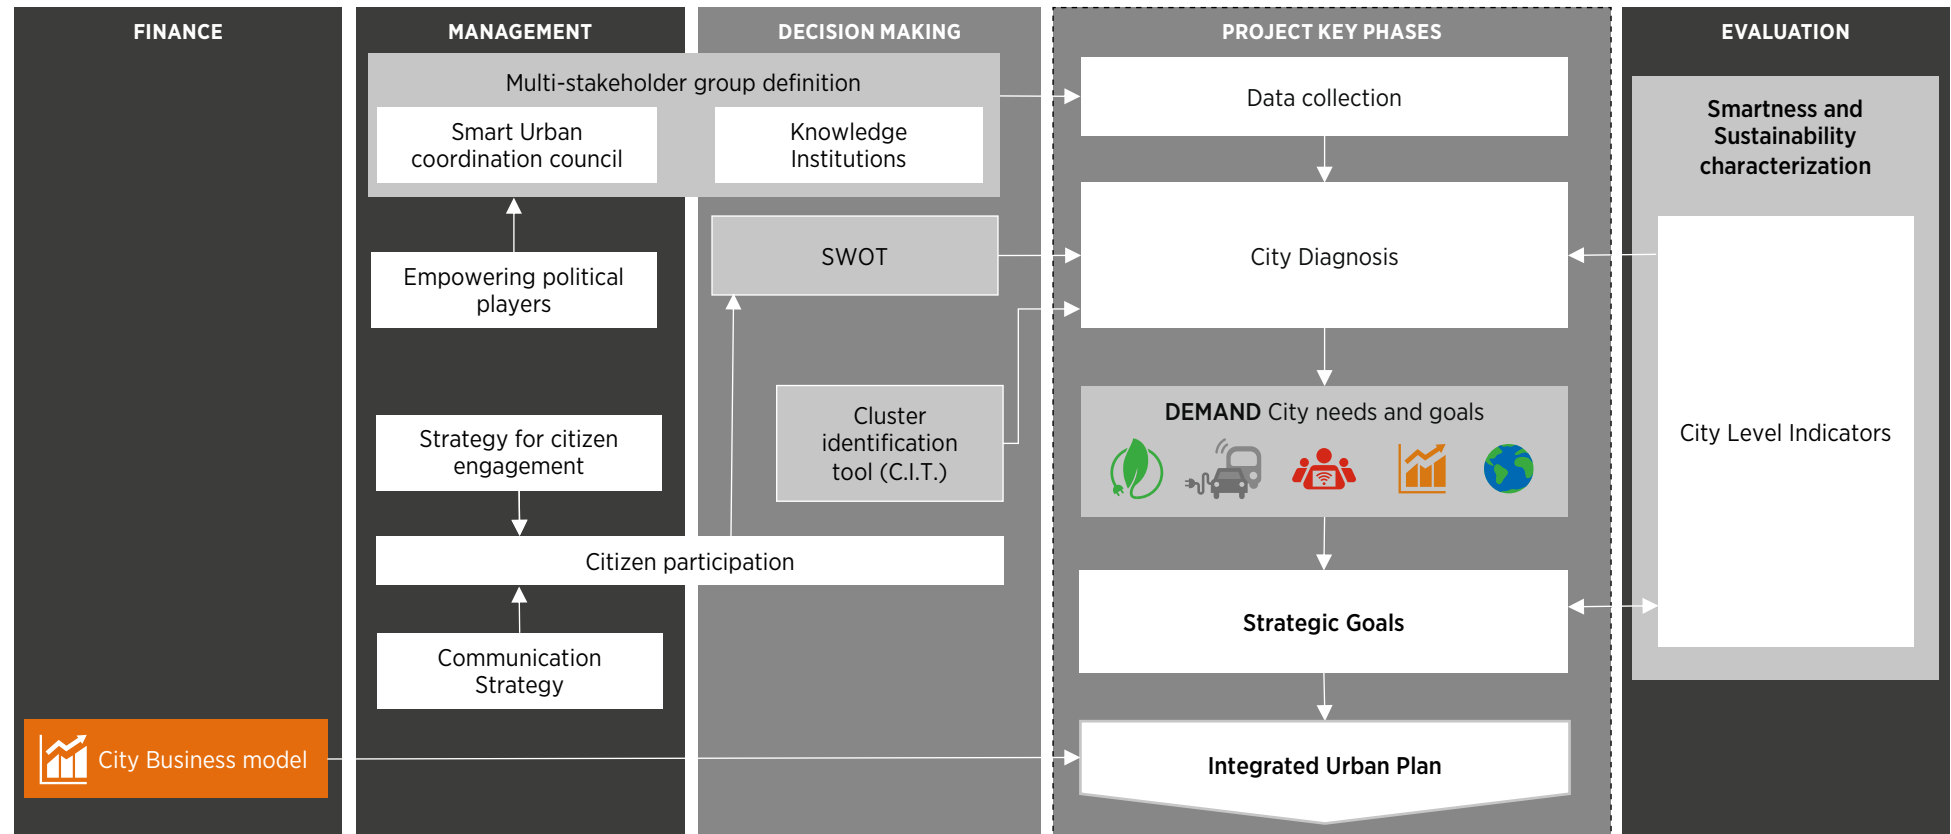 FINANCE
MANAGEMENT
DECISION MAKING
PROJECT KEY PHASES
EVALUATION
Multi-stakeholder group definition
Smart Urban
coordination council
Knowledge
Institutions
Empowering political
players
SWOT
Strategy for citizen
engagement
Cluster
identification
tool (C.I.T.)
Citizen participation
Communication
Strategy
City Business model
Data collection
City Diagnosis
DEMAND City needs and goals
Strategic Goals
Integrated Urban Plan
Smartness and
Sustainability
characterization
City Level Indicators